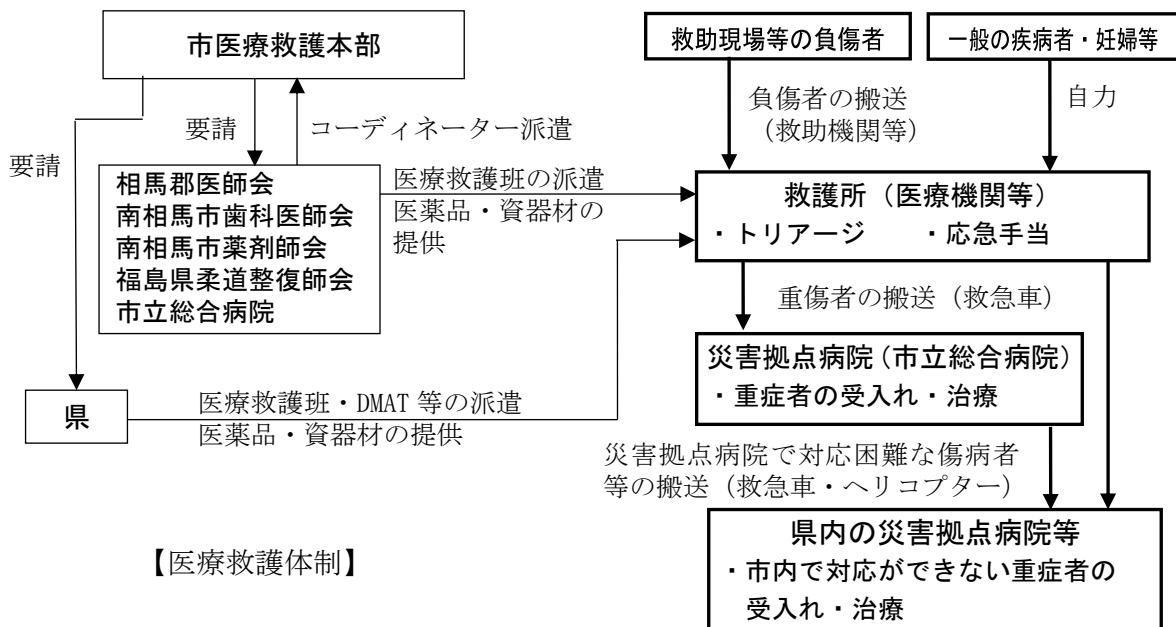 市医療救護本部
救助現場等の負傷者
一般の疾病者・妊婦等
負傷者の搬送
（救助機関等）
自力
要請
コーディネーター派遣
要請
相馬郡医師会
南相馬市歯科医師会
南相馬市薬剤師会
福島県柔道整復師会
市立総合病院
医療救護班の派遣
医薬品・資器材の
提供
救護所（医療機関等）
・トリアージ　　・応急手当
重傷者の搬送（救急車）
災害拠点病院（市立総合病院）
・重症者の受入れ・治療
県
医療救護班・DMAT 等の派遣
医薬品・資器材の提供
災害拠点病院で対応困難な傷病者
等の搬送（救急車・ヘリコプター）
県内の災害拠点病院等
・市内で対応ができない重症者の
受入れ・治療
【医療救護体制】